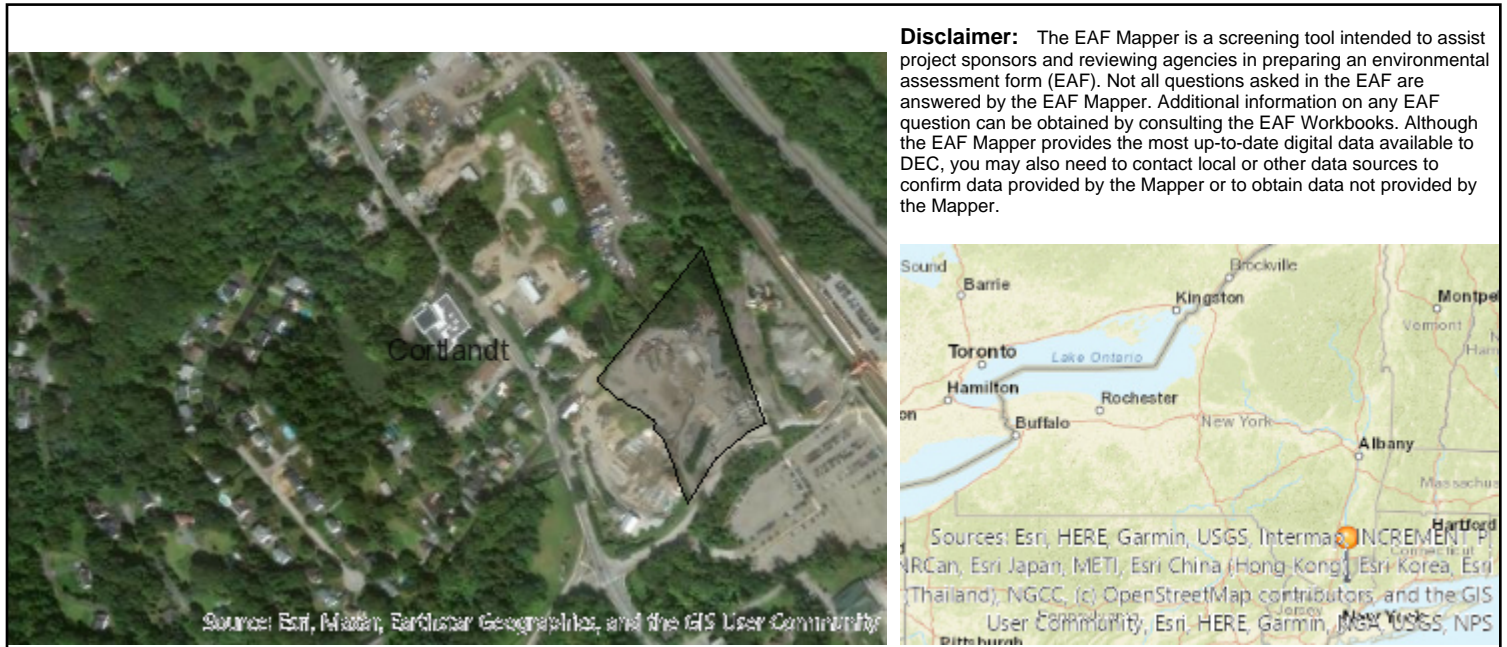 Disclaimer: The EAF Mapper is a screening tool intended to assist
project sponsors and reviewing agencies in preparing an environmental
assessment form (EAF). Not all questions asked in the EAF are
answered by the EAF Mapper. Additional information on any EAF
question can be obtained by consulting the EAF Workbooks. Although
the EAF Mapper provides the most up-to-date digital data available to
DEC, you may also need to contact local or other data sources to
confirm data provided by the Mapper or to obtain data not provided by
the Mapper.
Cortlandt
Source: Esri, Maxar, Earthstar Geographics, and the GIS User Community
Sound
Barrie
Brockville
Kingston
Montpel
Vermont
Toronto
Lake Ontario
Hamilton
Rochester
Buffalo
New York
Albany
Massachus
Hartford
Connecticut
Sources: Esri, HERE, Garmin, USGS, Intermap, INCREMENT P,
NRCan, Esri Japan, METI, Esri China (Hong Kong), Esri Korea, Esri
(Thailand), NGCC, (c) OpenStreetMap contributors, and the GIS
User Community, Esri, HERE, Garmin, NGA, USGS, NPS
New York
Jersey
Pittsburgh